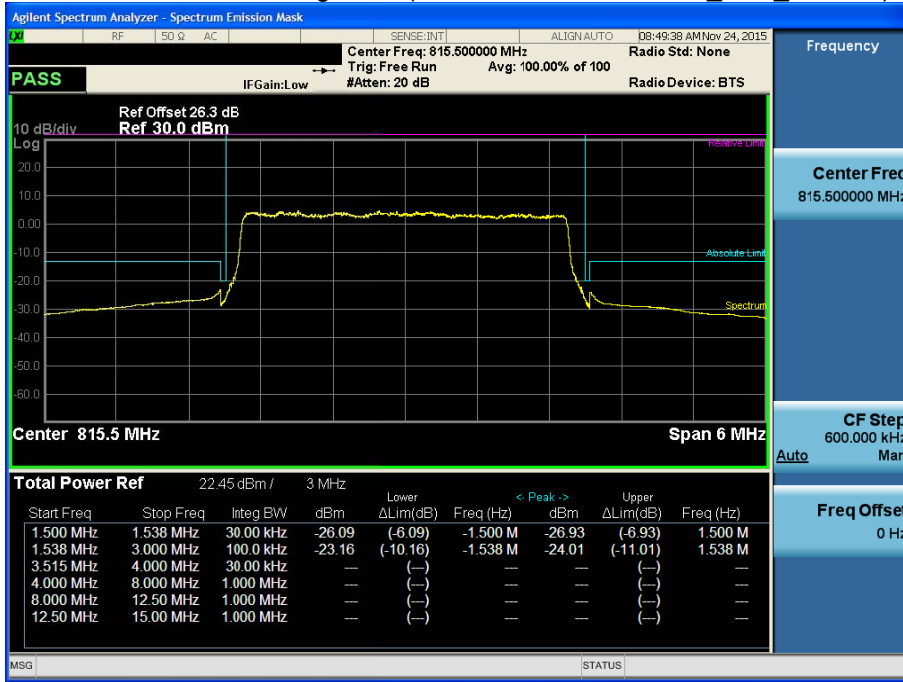 Agilent Spectrum Analyzer - Spectrum Emission Mask
LXI RF 50 Ω AC SENSE:INT ALIGN AUTO 08:49:38 AM Nov 24, 2015
Center Freq: 815.500000 MHz Radio Std: None
Trig: Free Run Avg: 100.00% of 100
PASS IFGain:Low #Atten: 20 dB Radio Device: BTS
Frequency
Ref Offset 26.3 dB
10 dB/div Ref 30.0 dBm
Log
Relative Limit
20.0
10.0
0.00
-10.0
Absolute Limit
-20.0
-30.0
Spectrum
-40.0
-50.0
-60.0
Center 815.5 MHz Span 6 MHz
Center Freq
815.500000 MHz
CF Step
600.000 kHz
Auto Man
Freq Offset
0 Hz
Total Power Ref 22.45 dBm / 3 MHz
Lower <- Peak -> Upper
Start Freq Stop Freq Integ BW dBm ΔLim(dB) Freq (Hz) dBm ΔLim(dB) Freq (Hz)
1.500 MHz 1.538 MHz 30.00 kHz -26.09 (-6.09) -1.500 M -26.93 (-6.93) 1.500 M
1.538 MHz 3.000 MHz 100.0 kHz -23.16 (-10.16) -1.538 M -24.01 (-11.01) 1.538 M
3.515 MHz 4.000 MHz 30.00 kHz --- (---) --- --- (---) ---
4.000 MHz 8.000 MHz 1.000 MHz --- (---) --- --- (---) ---
8.000 MHz 12.50 MHz 1.000 MHz --- (---) --- --- (---) ---
12.50 MHz 15.00 MHz 1.000 MHz --- (---) --- --- (---) ---
MSG STATUS